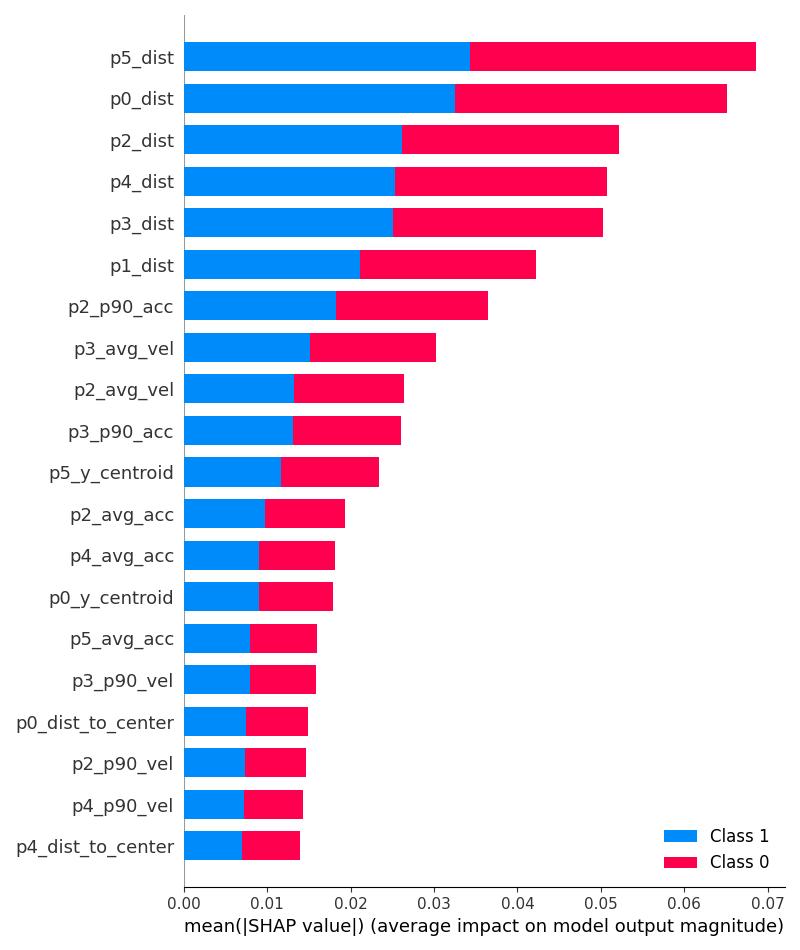 p5_dist
p0_dist
p2_dist
p4_dist
p3_dist
p1_dist
p2_p90_acc
p3_avg_vel
p2_avg_vel
p3_p90_acc
p5_y_centroid
p2_avg_acc
p4_avg_acc
p0_y_centroid
p5_avg_acc
p3_p90_vel
p0_dist_to_center
p2_p90_vel
p4_p90_vel
p4_dist_to_center
Class 1
Class 0
0.00 0.01 0.02 0.03 0.04 0.05 0.06 0.07
mean(|SHAP value|) (average impact on model output magnitude)